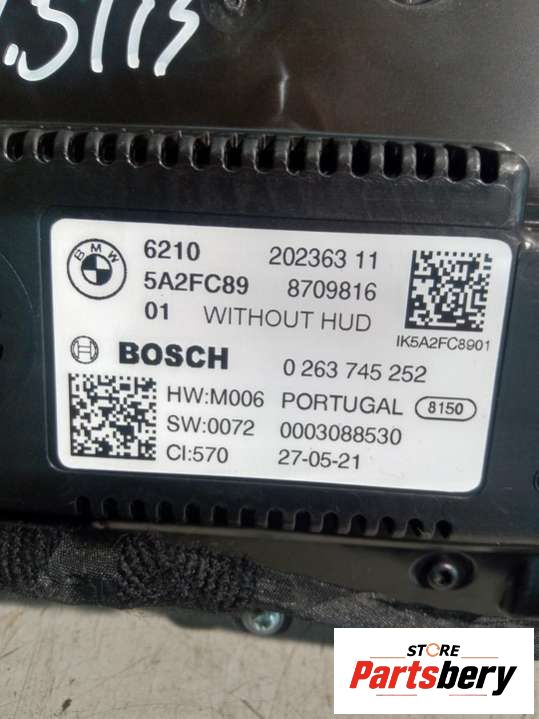 BMW
6210 202363 11
5A2FC89 8709816
01 WITHOUT HUD
IK5A2FC8901
BOSCH 0 263 745 252
HW:M006 PORTUGAL 8150
SW:0072 0003088530
CI:570 27-05-21
STORE
Partsbery